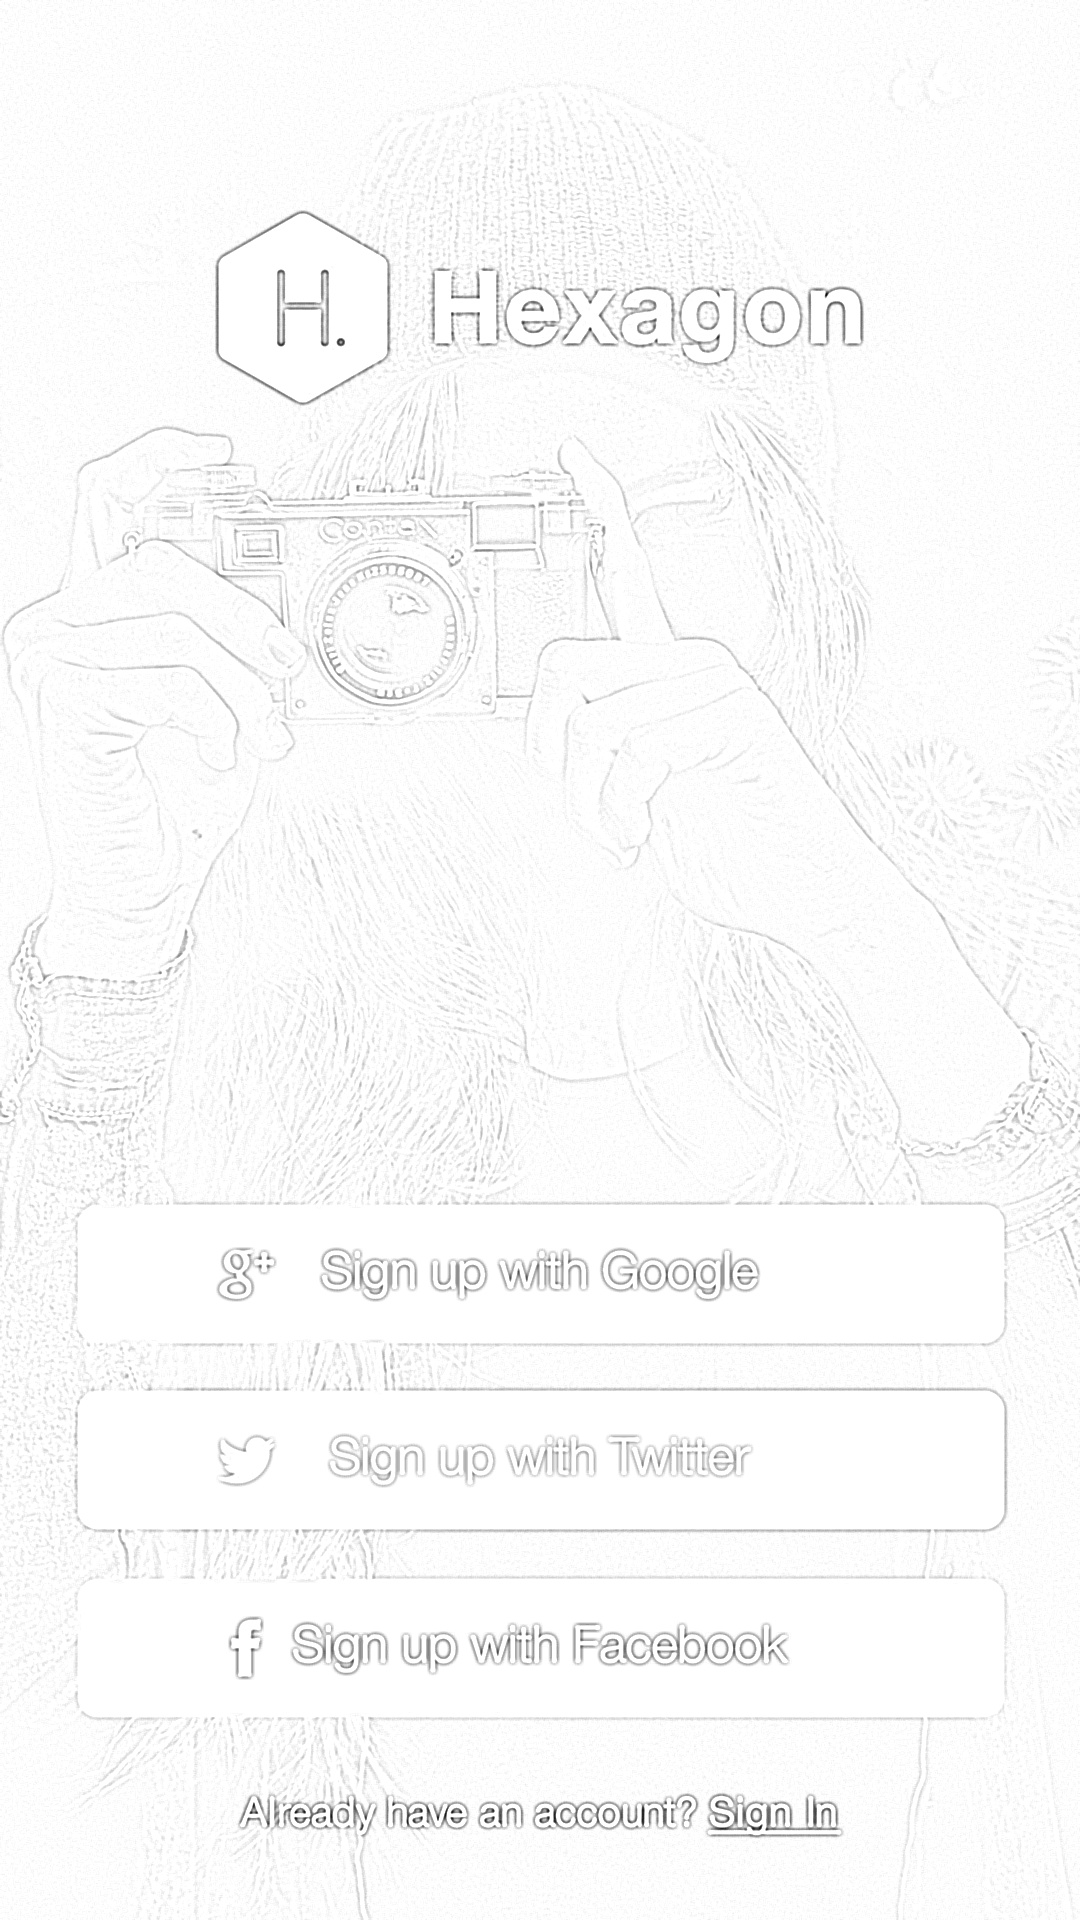 H. Hexagon
CONTAX
g+ Sign up with Google
Sign up with Twitter
f Sign up with Facebook
Already have an account? Sign In